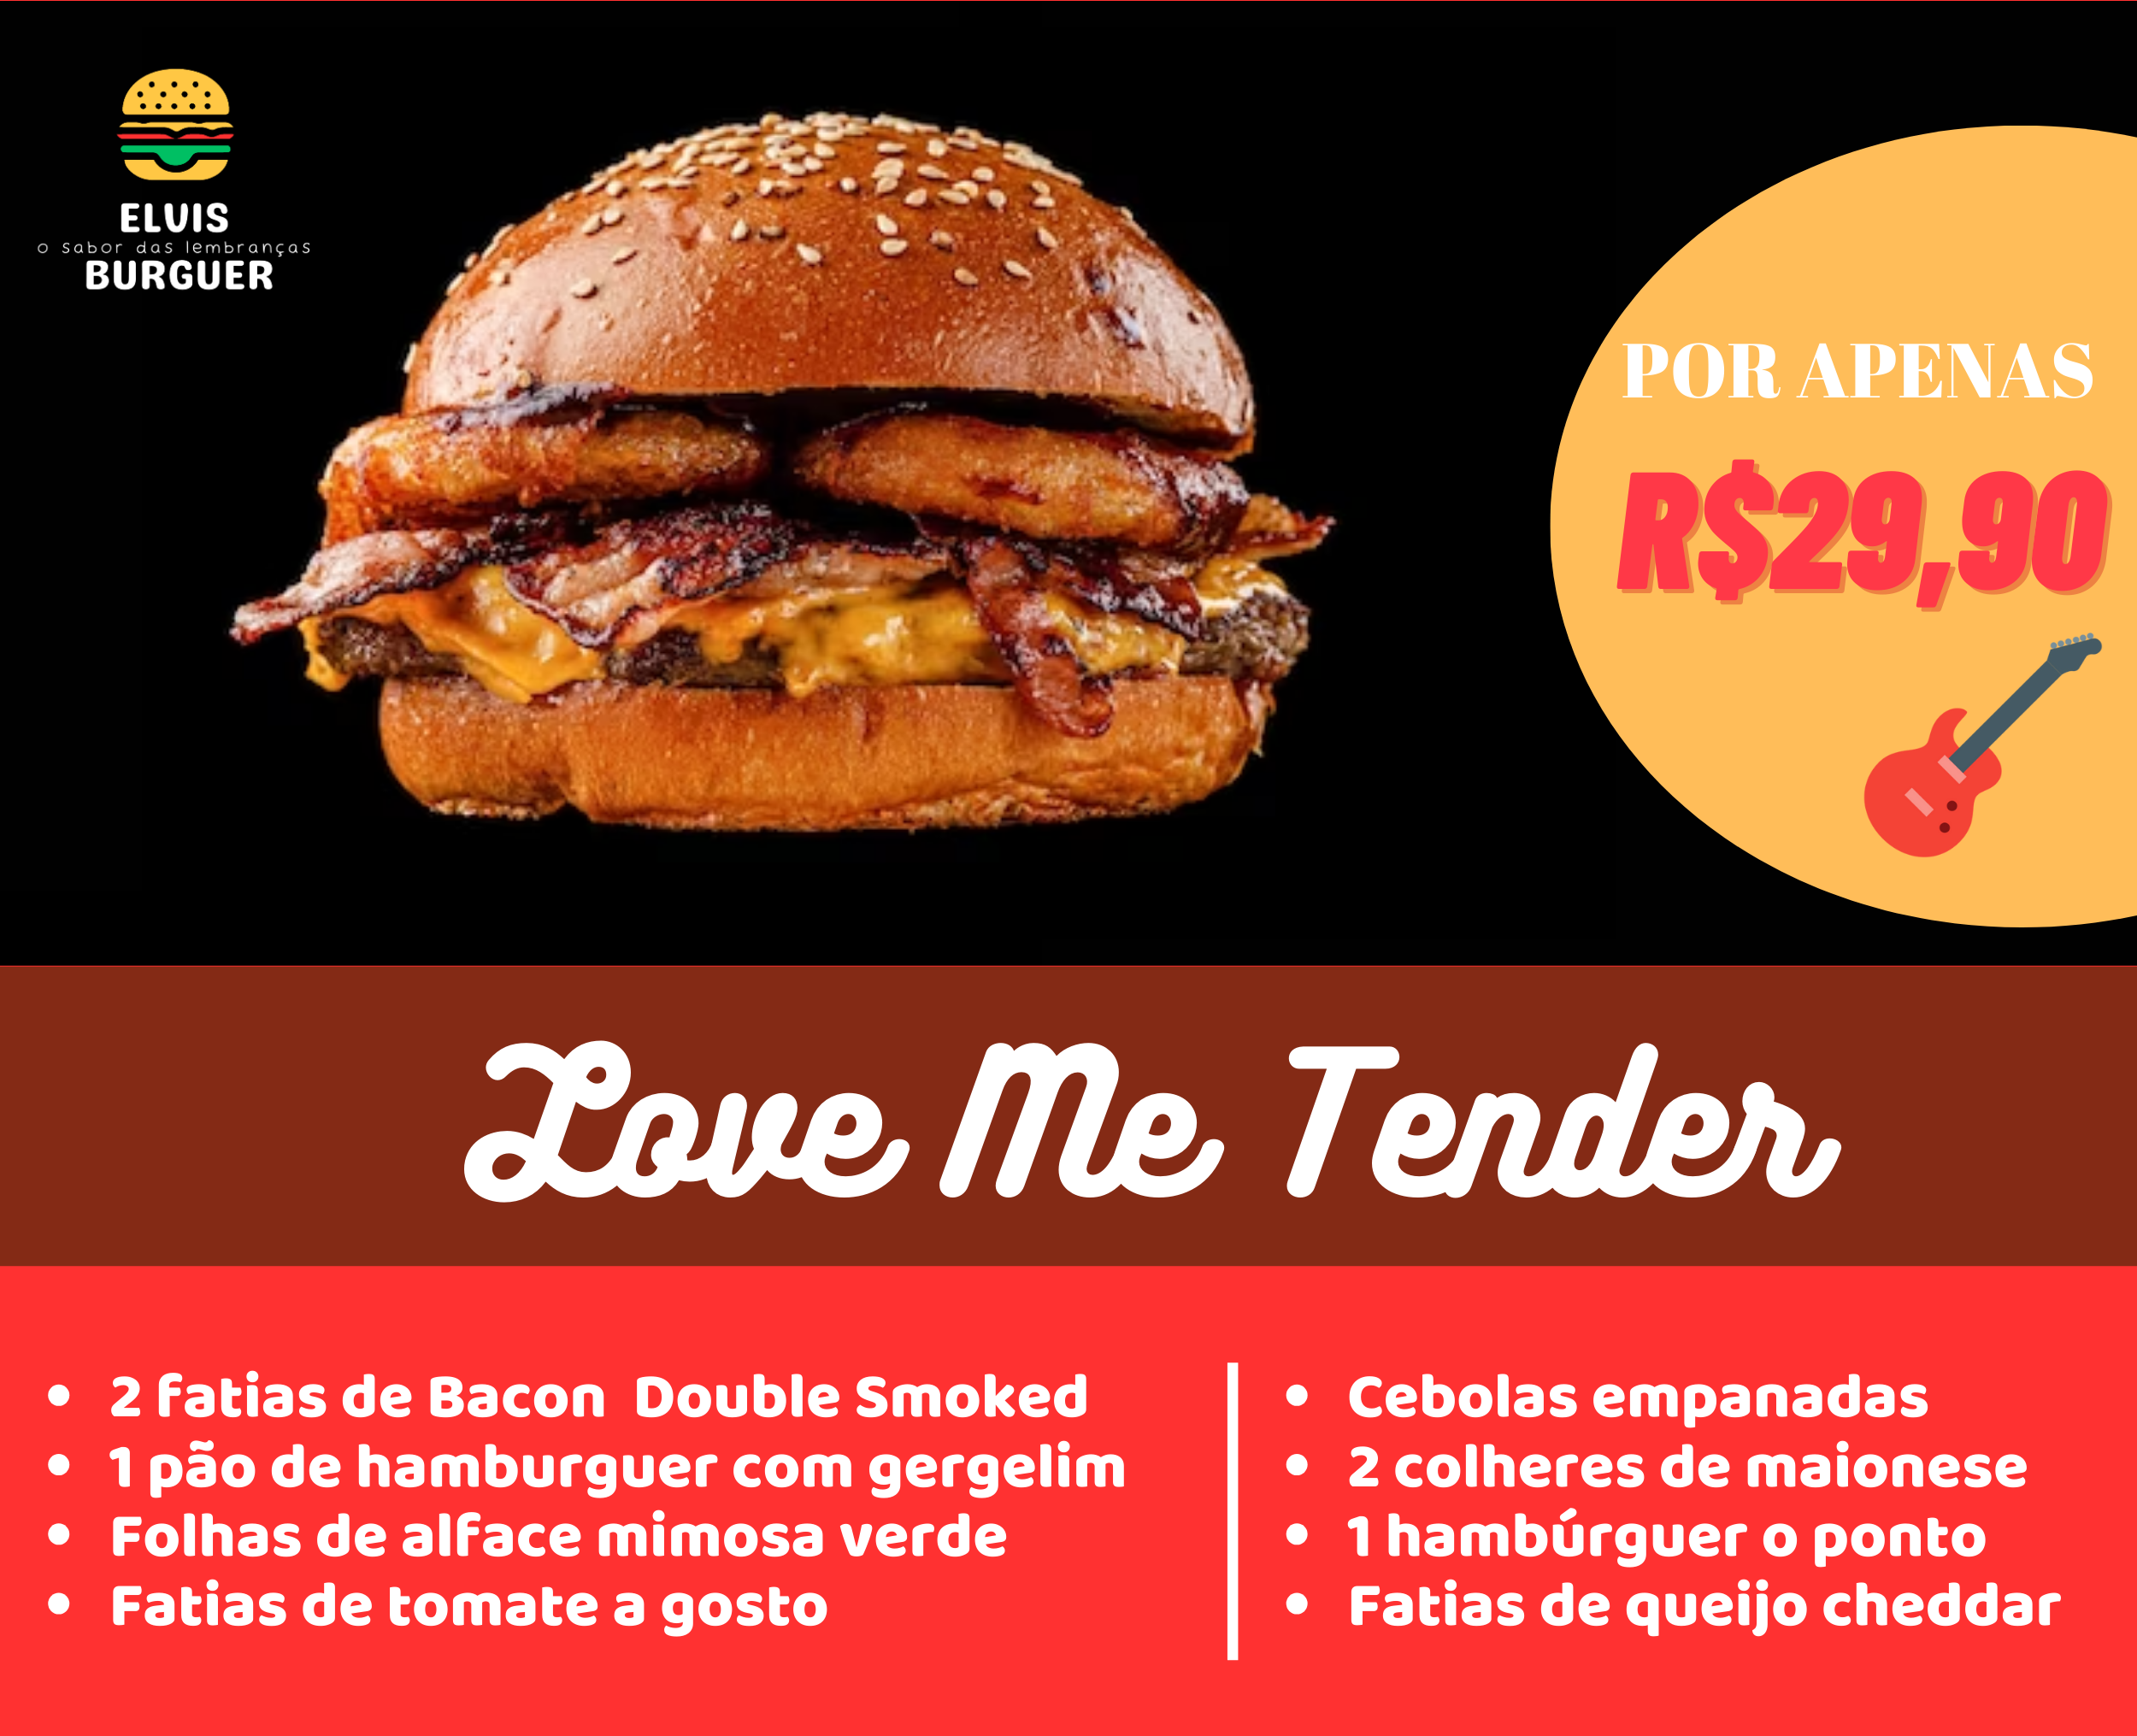 ELVIS
o sabor das lembranças
BURGUER
POR APENAS
R$29,90
Love Me Tender
• 2 fatias de Bacon  Double Smoked
• 1 pão de hamburguer com gergelim
• Folhas de alface mimosa verde
• Fatias de tomate a gosto
• Cebolas empanadas
• 2 colheres de maionese
• 1 hambúrguer o ponto
• Fatias de queijo cheddar